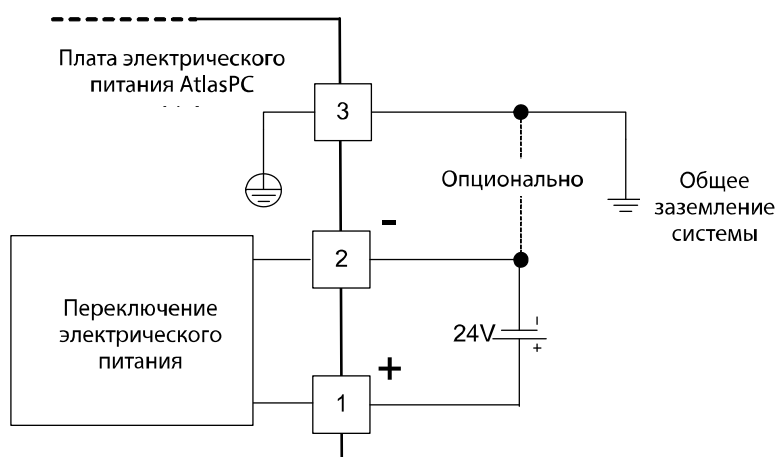 Плата электрического
питания AtlasPC
3
Опционально
Общее
заземление
системы
-
2
Переключение
электрического
питания
24V
-
+
+
1